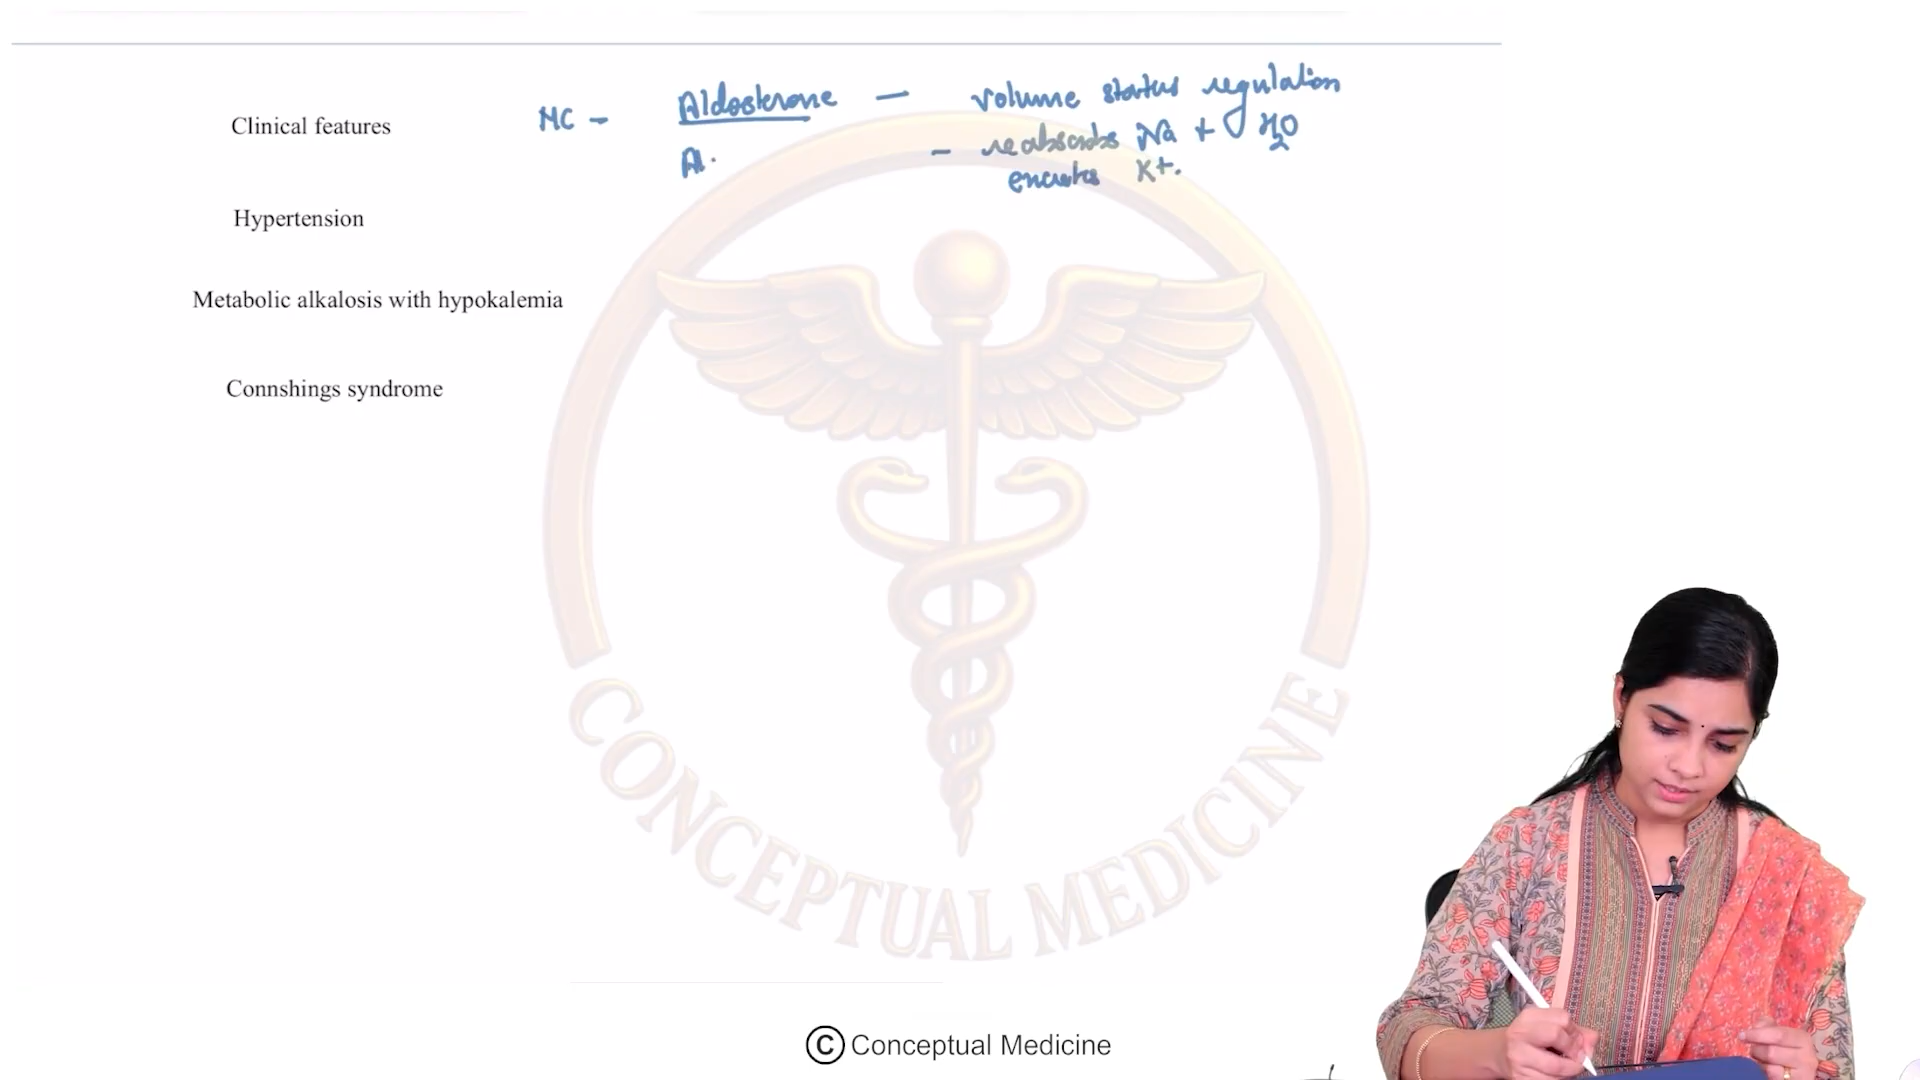 Clinical features
MC - Aldosterone - volume status regulation
- reabsorbs Na + H2O
Al.
excretes K+.
Hypertension
Metabolic alkalosis with hypokalemia
Connshings syndrome
CONCEPTUAL MEDICINE
© Conceptual Medicine